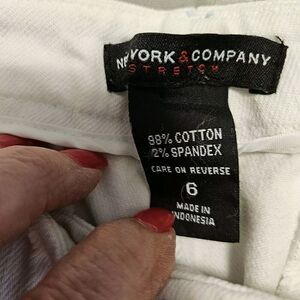 NEW YORK & COMPANY
STRETCH
98% COTTON
2% SPANDEX
CARE ON REVERSE
6
MADE IN
INDONESIA